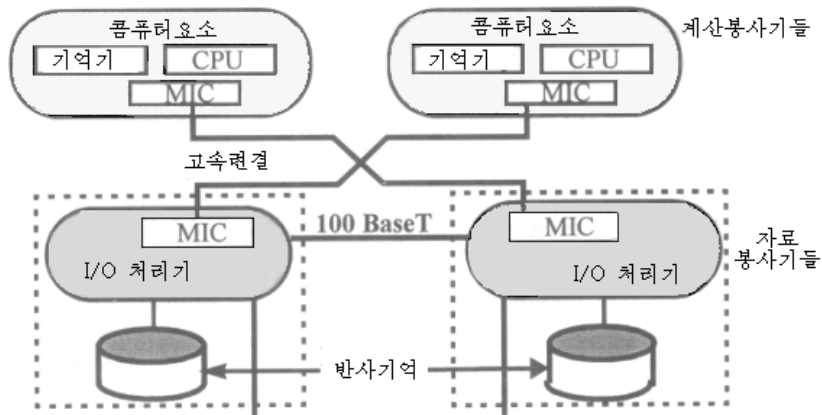 콤퓨터요소
기억기
CPU
MIC
콤퓨터요소
기억기
CPU
MIC
계산봉사기들
고속련결
MIC
I/O 처리기
100 BaseT
MIC
I/O 처리기
자료
봉사기들
반사기억